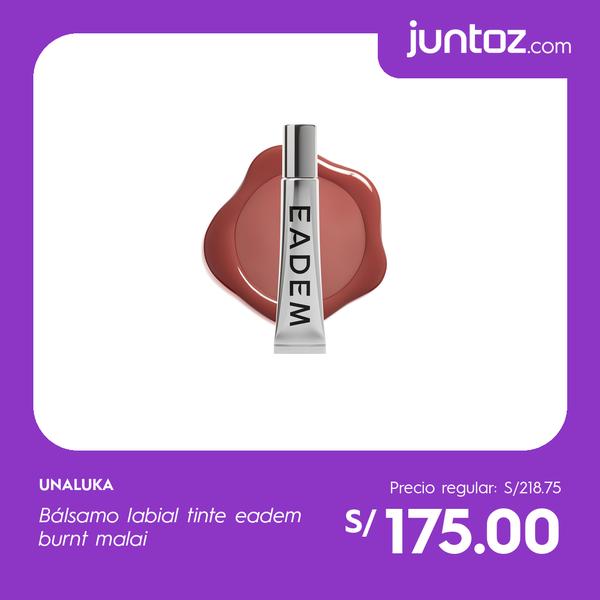 juntoz.com
EADEM
UNALUKA
Bálsamo labial tinte eadem
burnt malai
Precio regular: S/218.75
S/ 175.00